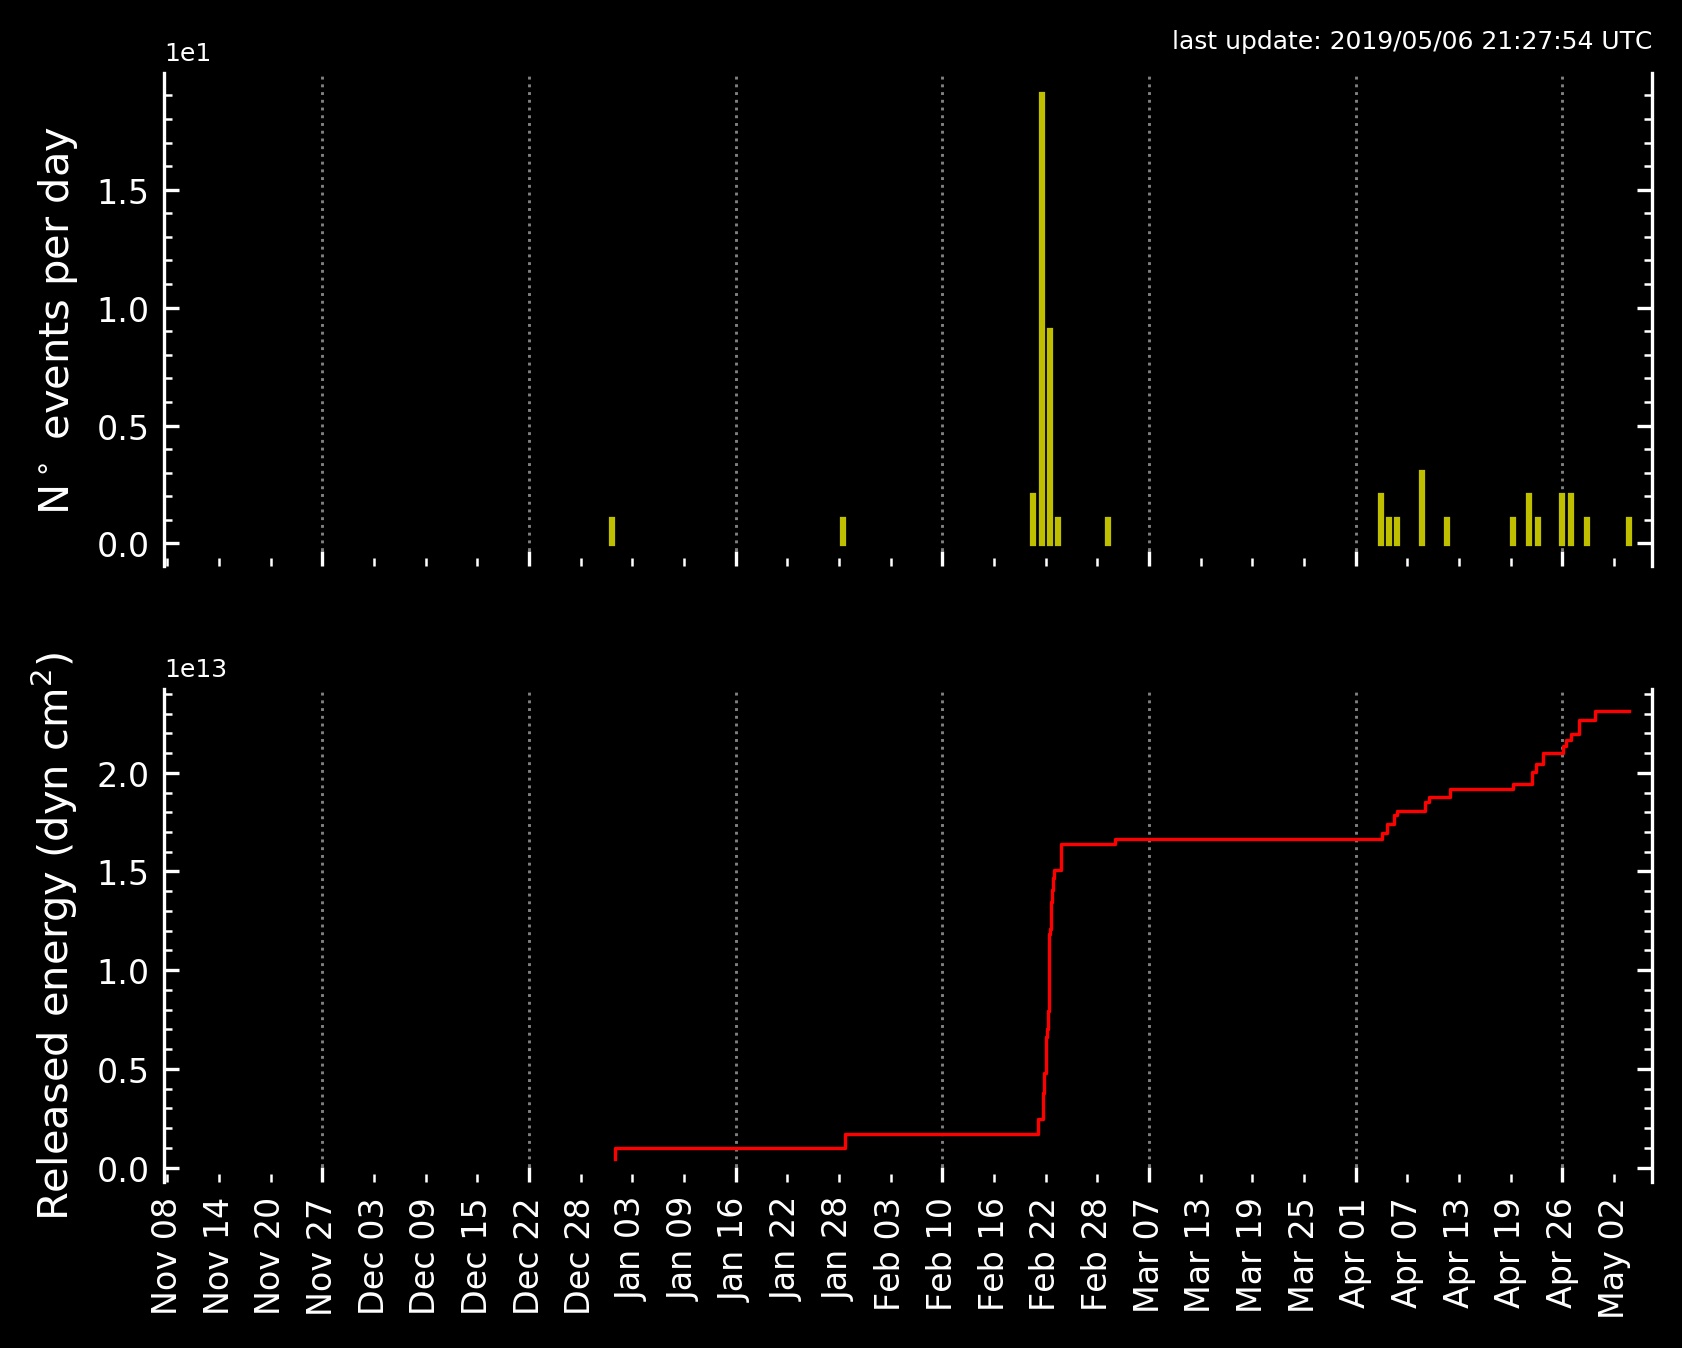 last update: 2019/05/06 21:27:54 UTC
1e1
N° events per day
1.5
1.0
0.5
0.0
1e13
Released energy (dyn cm²)
2.0
1.5
1.0
0.5
0.0
Nov 08
Nov 14
Nov 20
Nov 27
Dec 03
Dec 09
Dec 15
Dec 22
Dec 28
Jan 03
Jan 09
Jan 16
Jan 22
Jan 28
Feb 03
Feb 10
Feb 16
Feb 22
Feb 28
Mar 07
Mar 13
Mar 19
Mar 25
Apr 01
Apr 07
Apr 13
Apr 19
Apr 26
May 02